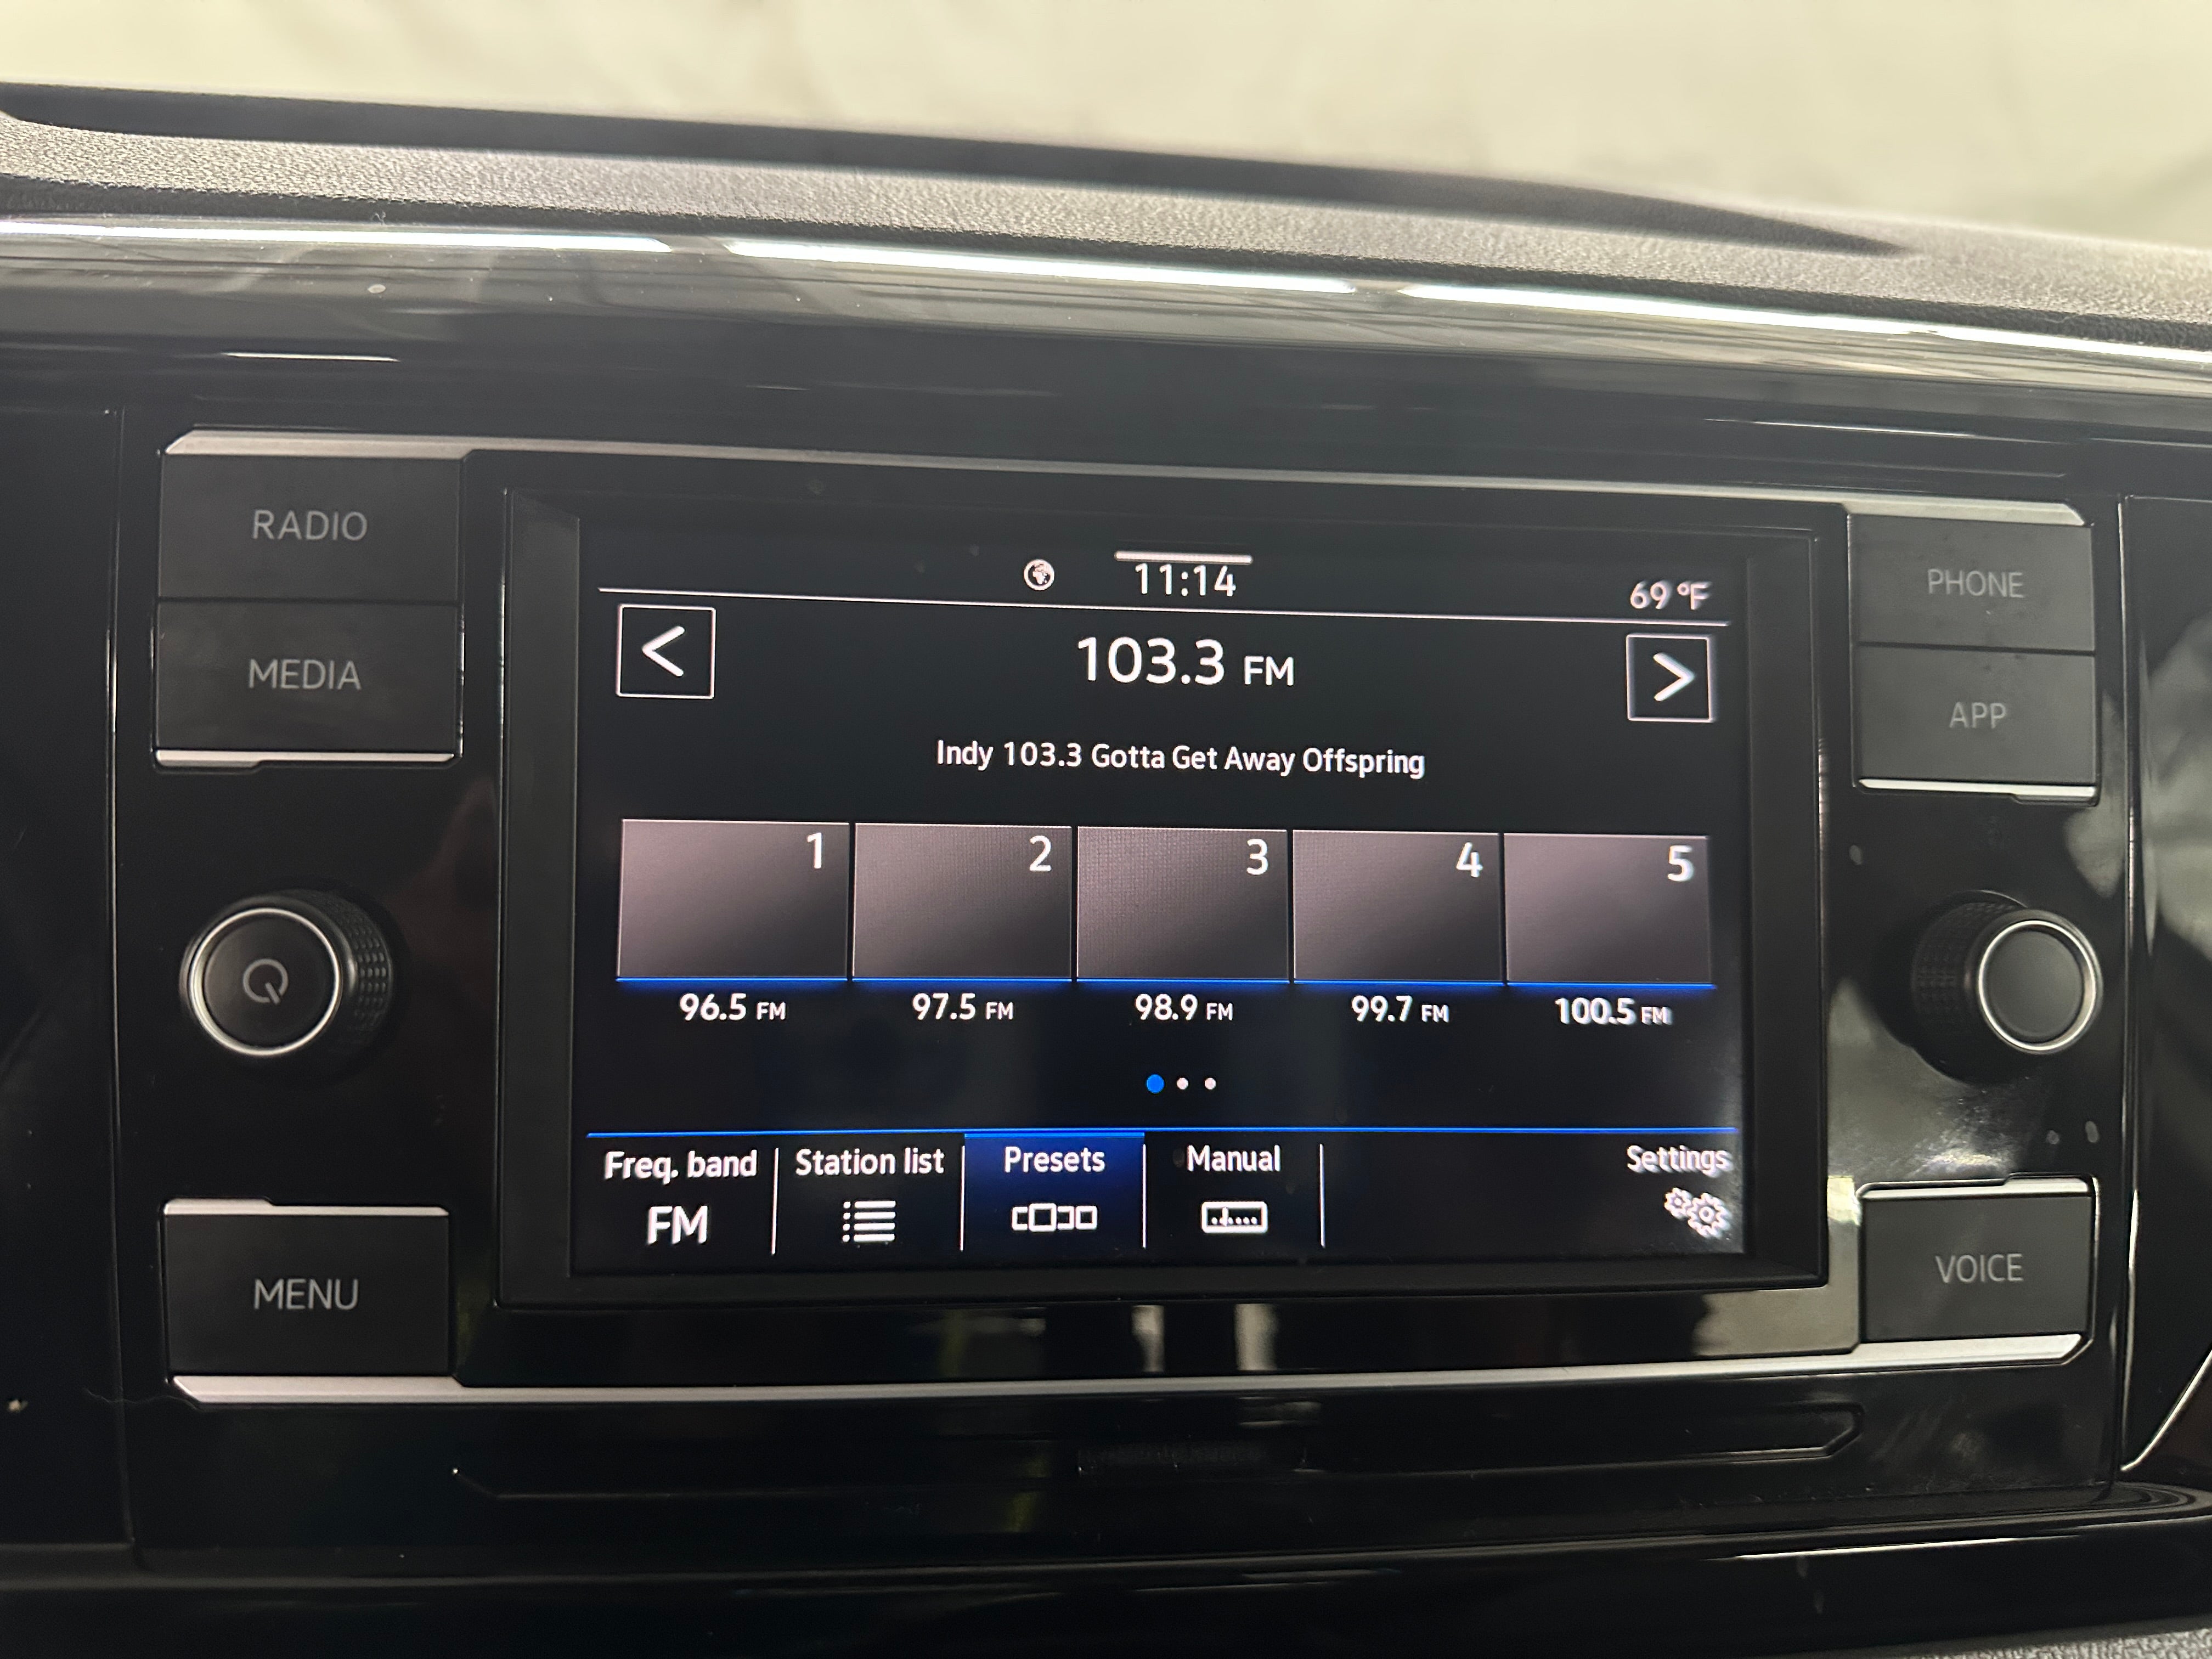 RADIO
MEDIA
MENU
11:14
69 °F
<
103.3 FM
>
Indy 103.3 Gotta Get Away Offspring
1 2 3 4 5
96.5 FM 97.5 FM 98.9 FM 99.7 FM 100.5 FM
Freq. band Station list Presets Manual Settings
FM
PHONE
APP
VOICE